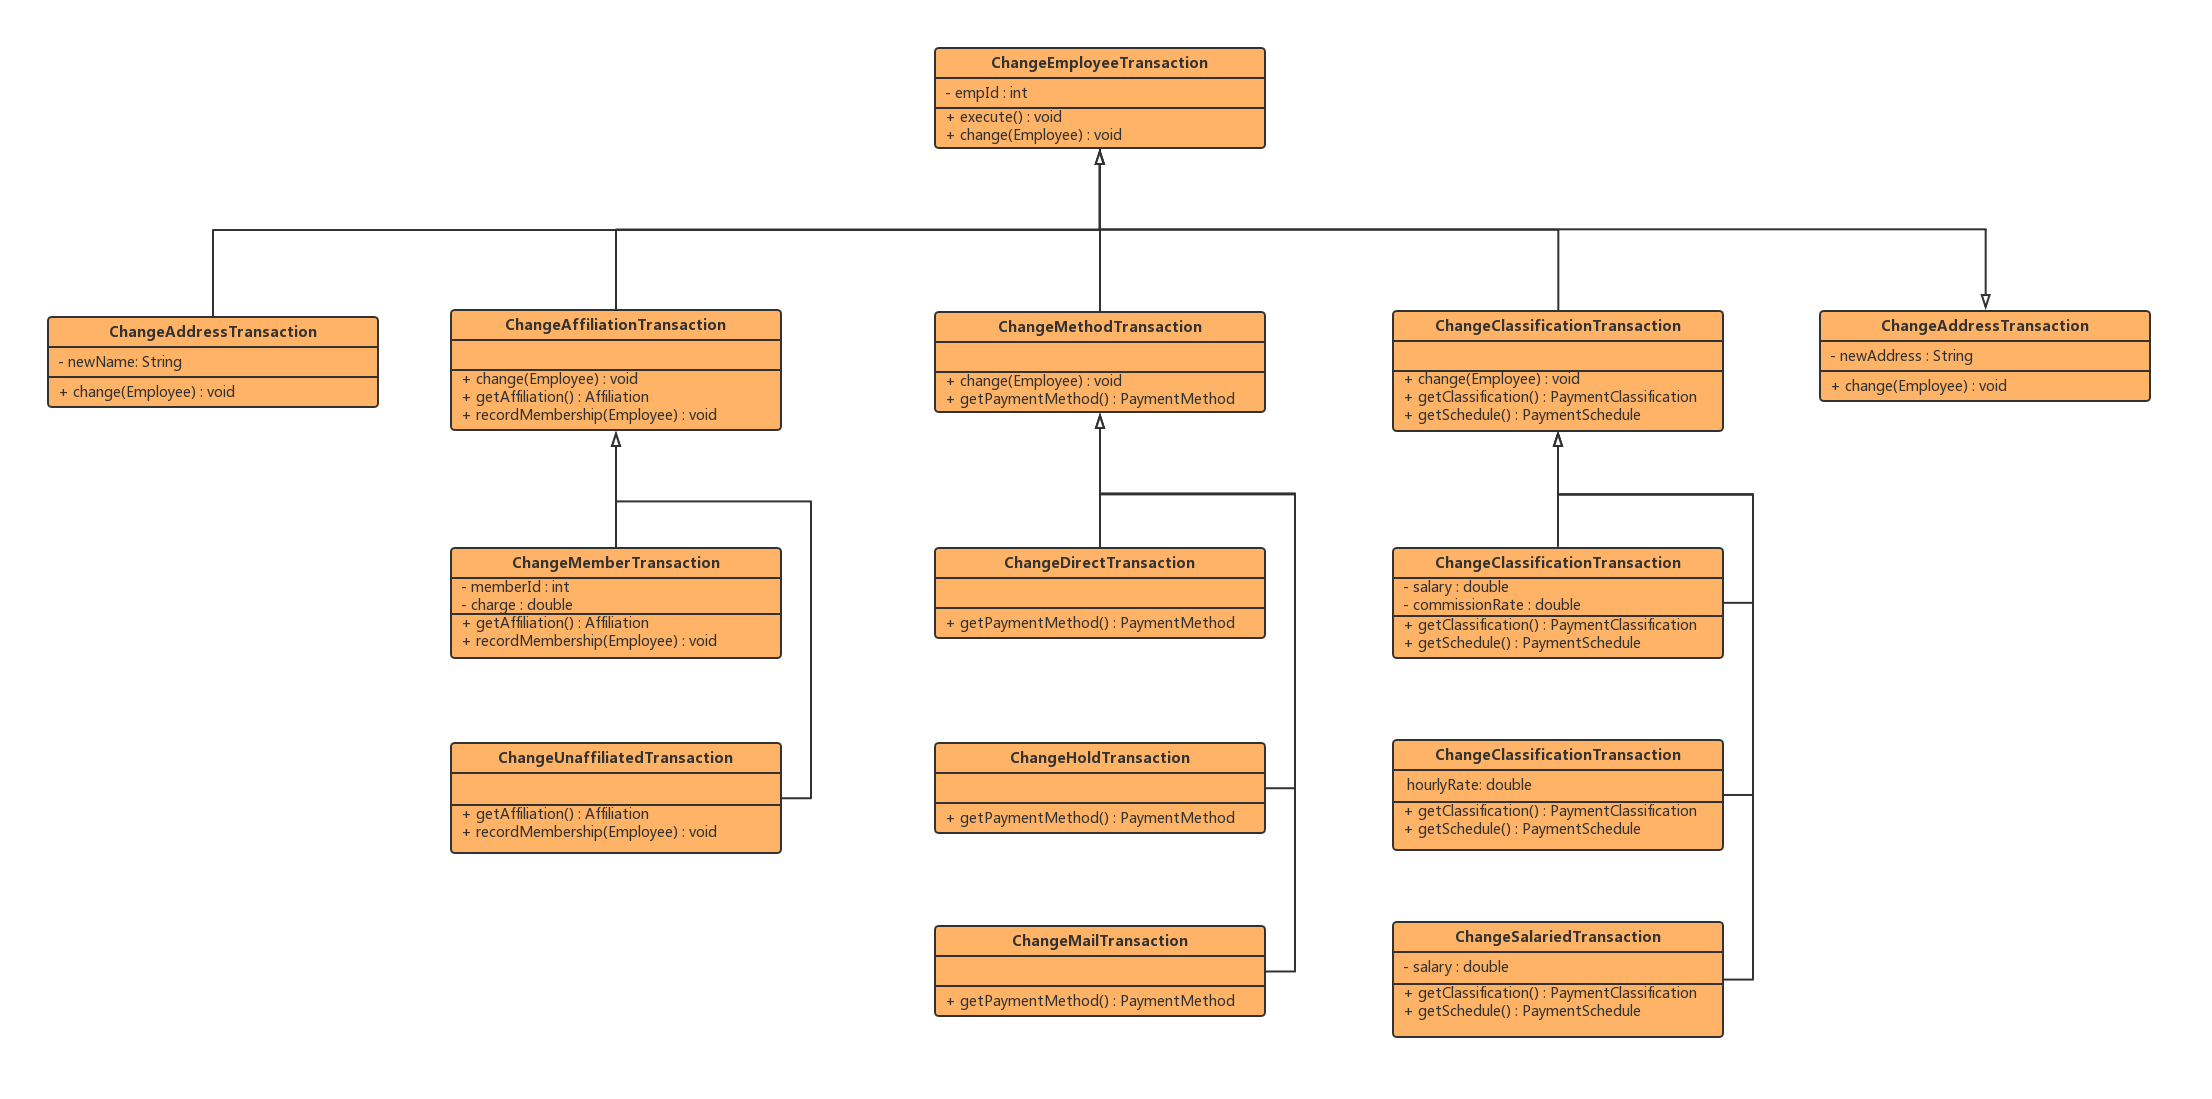 ChangeEmployeeTransaction
- empId : int
+ execute() : void
+ change(Employee) : void
ChangeAddressTransaction
- newName: String
+ change(Employee) : void
ChangeAffiliationTransaction
+ change(Employee) : void
+ getAffiliation() : Affiliation
+ recordMembership(Employee) : void
ChangeMethodTransaction
+ change(Employee) : void
+ getPaymentMethod() : PaymentMethod
ChangeClassificationTransaction
+ change(Employee) : void
+ getClassification() : PaymentClassification
+ getSchedule() : PaymentSchedule
ChangeAddressTransaction
- newAddress : String
+ change(Employee) : void
ChangeMemberTransaction
- memberId : int
- charge : double
+ getAffiliation() : Affiliation
+ recordMembership(Employee) : void
ChangeDirectTransaction
+ getPaymentMethod() : PaymentMethod
ChangeClassificationTransaction
- salary : double
- commissionRate : double
+ getClassification() : PaymentClassification
+ getSchedule() : PaymentSchedule
ChangeUnaffiliatedTransaction
+ getAffiliation() : Affiliation
+ recordMembership(Employee) : void
ChangeHoldTransaction
+ getPaymentMethod() : PaymentMethod
ChangeClassificationTransaction
hourlyRate: double
+ getClassification() : PaymentClassification
+ getSchedule() : PaymentSchedule
ChangeMailTransaction
+ getPaymentMethod() : PaymentMethod
ChangeSalariedTransaction
- salary : double
+ getClassification() : PaymentClassification
+ getSchedule() : PaymentSchedule